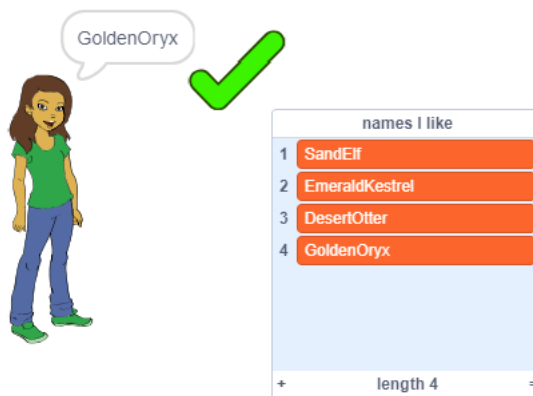 GoldenOryx
names I like
1 SandElf
2 EmeraldKestrel
3 DesertOtter
4 GoldenOryx
+ length 4 =